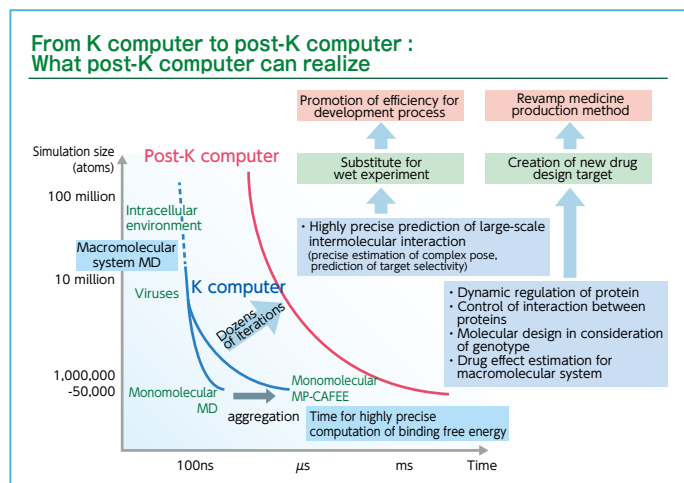 From K computer to post-K computer :
What post-K computer can realize
Promotion of efficiency for
development process
Revamp medicine
production method
Substitute for
wet experiment
Creation of new drug
design target
Simulation size
(atoms)
Post-K computer
100 million
Intracellular
environment
Macromolecular
system MD
10 million
Viruses
K computer
Dozens
of iterations
・Highly precise prediction of large-scale
intermolecular interaction
(precise estimation of complex pose,
prediction of target selectivity)
・Dynamic regulation of protein
・Control of interaction between
proteins
・Molecular design in consideration
of genotype
・Drug effect estimation for
macromolecular system
1,000,000
-50,000
Monomolecular
MD
aggregation
Monomolecular
MP-CAFEE
Time for highly precise
computation of binding free energy
100ns
μs
ms
Time